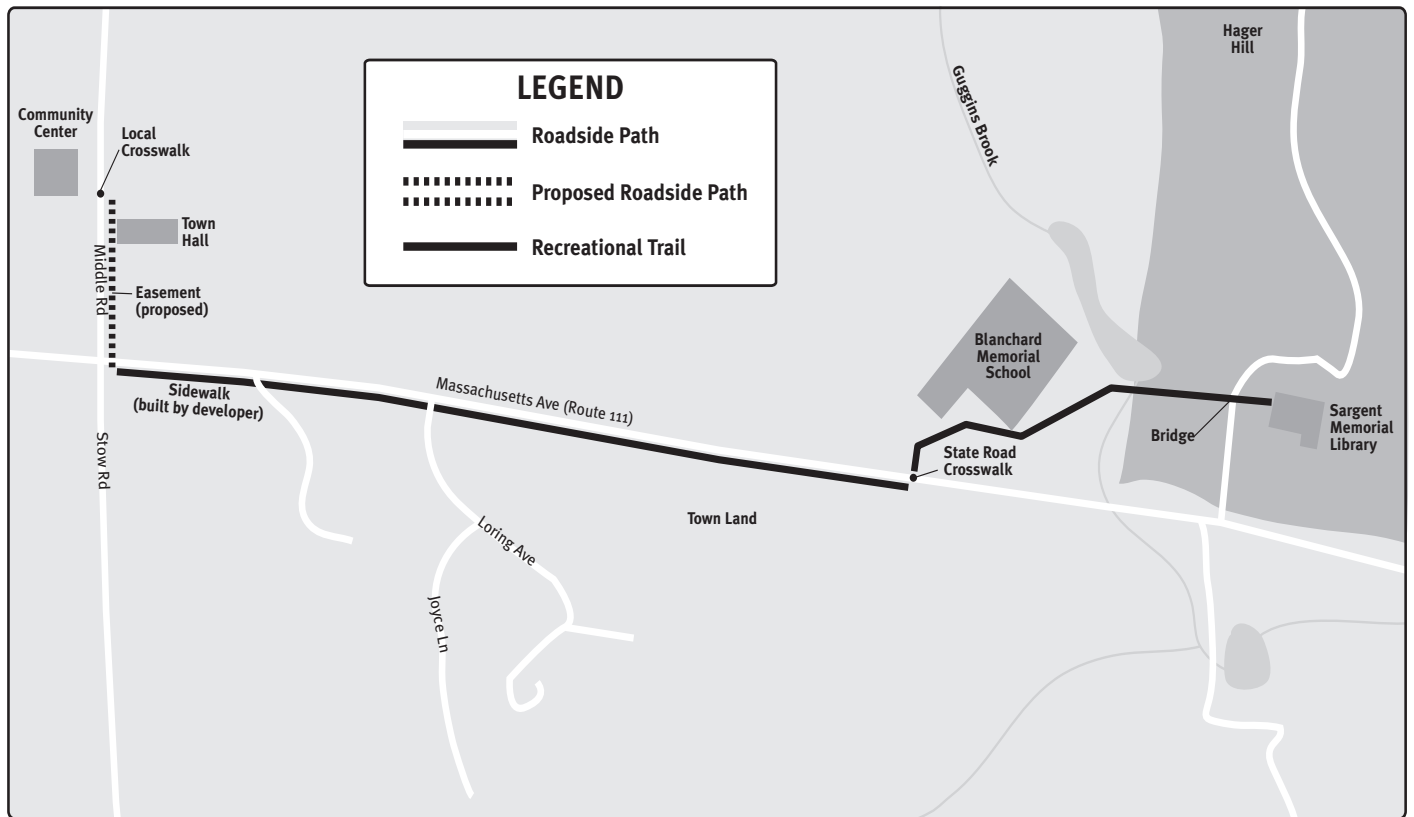 LEGEND
Roadside Path
Proposed Roadside Path
Recreational Trail
Community
Center
Local
Crosswalk
Town
Hall
Middle Rd
Easement
(proposed)
Sidewalk
(built by developer)
Stow Rd
Massachusetts Ave (Route 111)
Loring Ave
Joyce Ln
Town Land
State Road
Crosswalk
Blanchard
Memorial
School
Guggins Brook
Hager
Hill
Bridge
Sargent
Memorial
Library